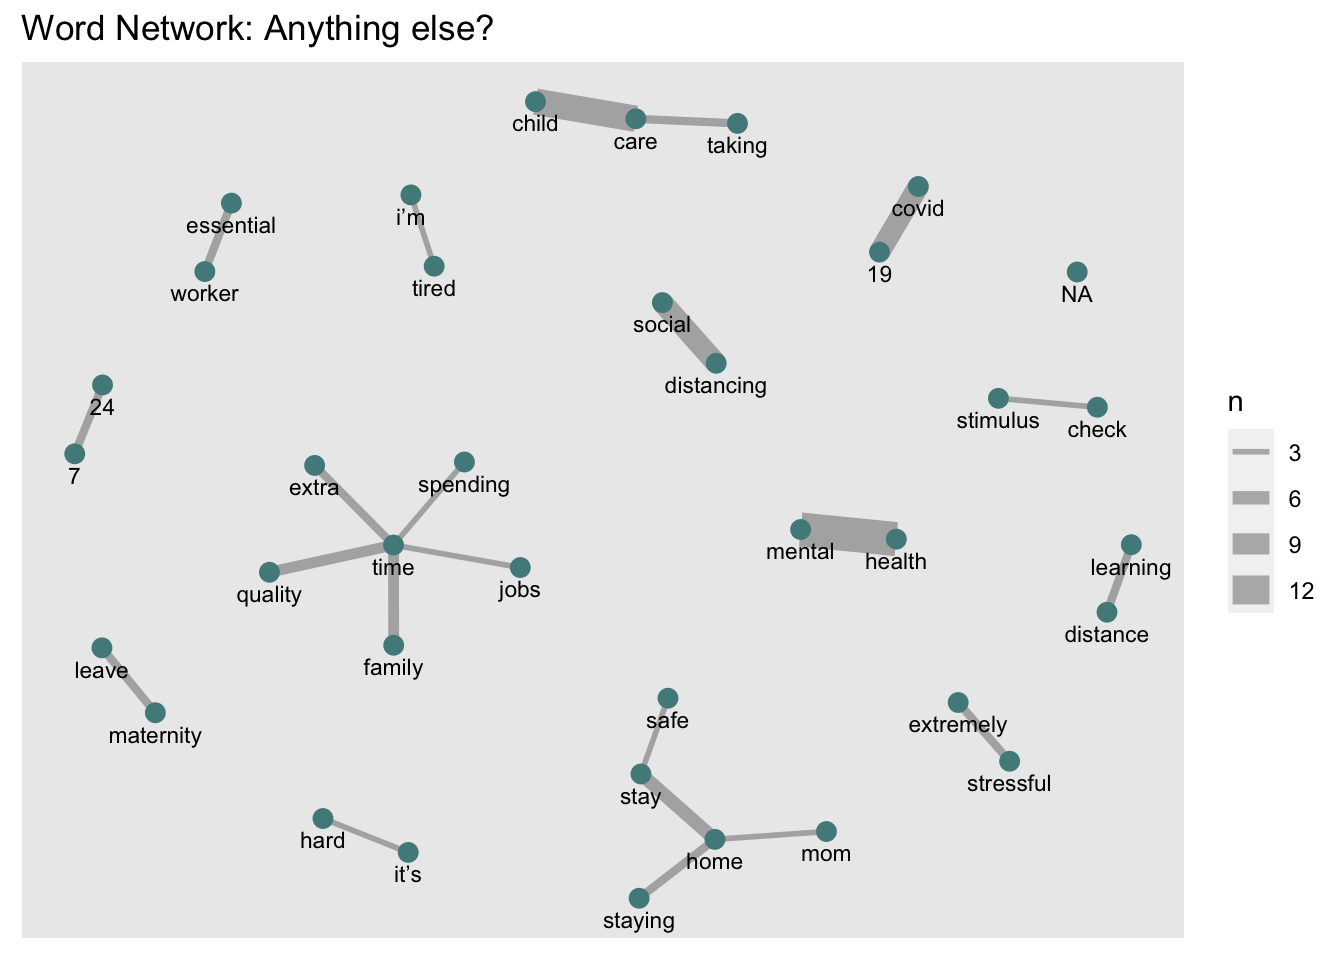 Word Network: Anything else?
child
care
taking
essential
i’m
covid
worker
tired
19
NA
social
distancing
24
stimulus
check
7
extra
spending
mental
health
time
learning
quality
jobs
distance
family
leave
maternity
safe
extremely
stressful
stay
hard
it’s
home
mom
staying
n
3
6
9
12